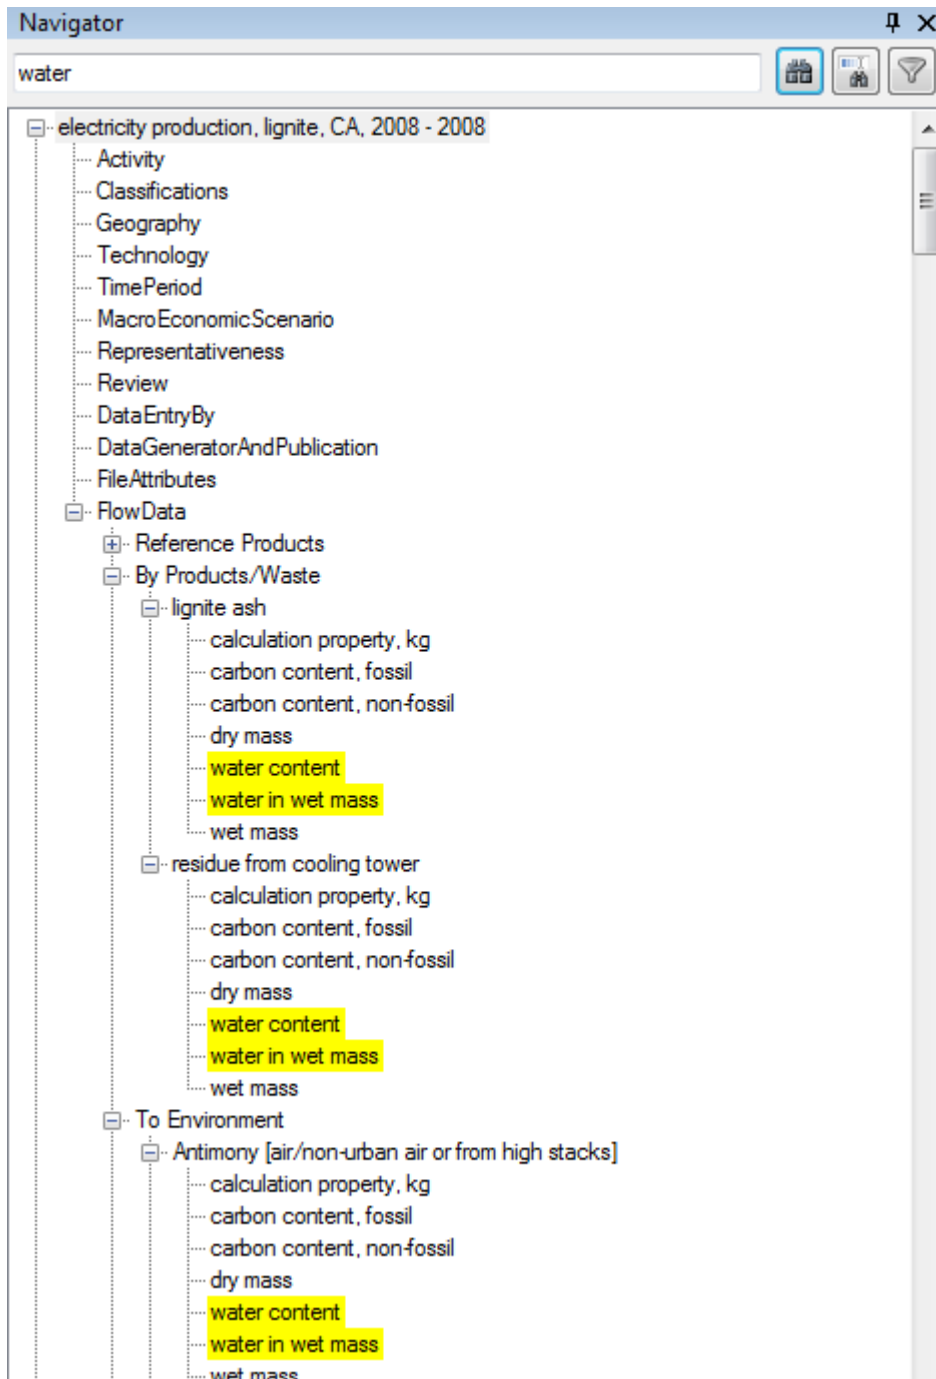 Navigator
water
electricity production, lignite, CA, 2008 - 2008
Activity
Classifications
Geography
Technology
TimePeriod
MacroEconomicScenario
Representativeness
Review
DataEntryBy
DataGeneratorAndPublication
FileAttributes
FlowData
Reference Products
By Products/Waste
lignite ash
calculation property, kg
carbon content, fossil
carbon content, non-fossil
dry mass
water content
water in wet mass
wet mass
residue from cooling tower
calculation property, kg
carbon content, fossil
carbon content, non-fossil
dry mass
water content
water in wet mass
wet mass
To Environment
Antimony [air/non-urban air or from high stacks]
calculation property, kg
carbon content, fossil
carbon content, non-fossil
dry mass
water content
water in wet mass
wet mass